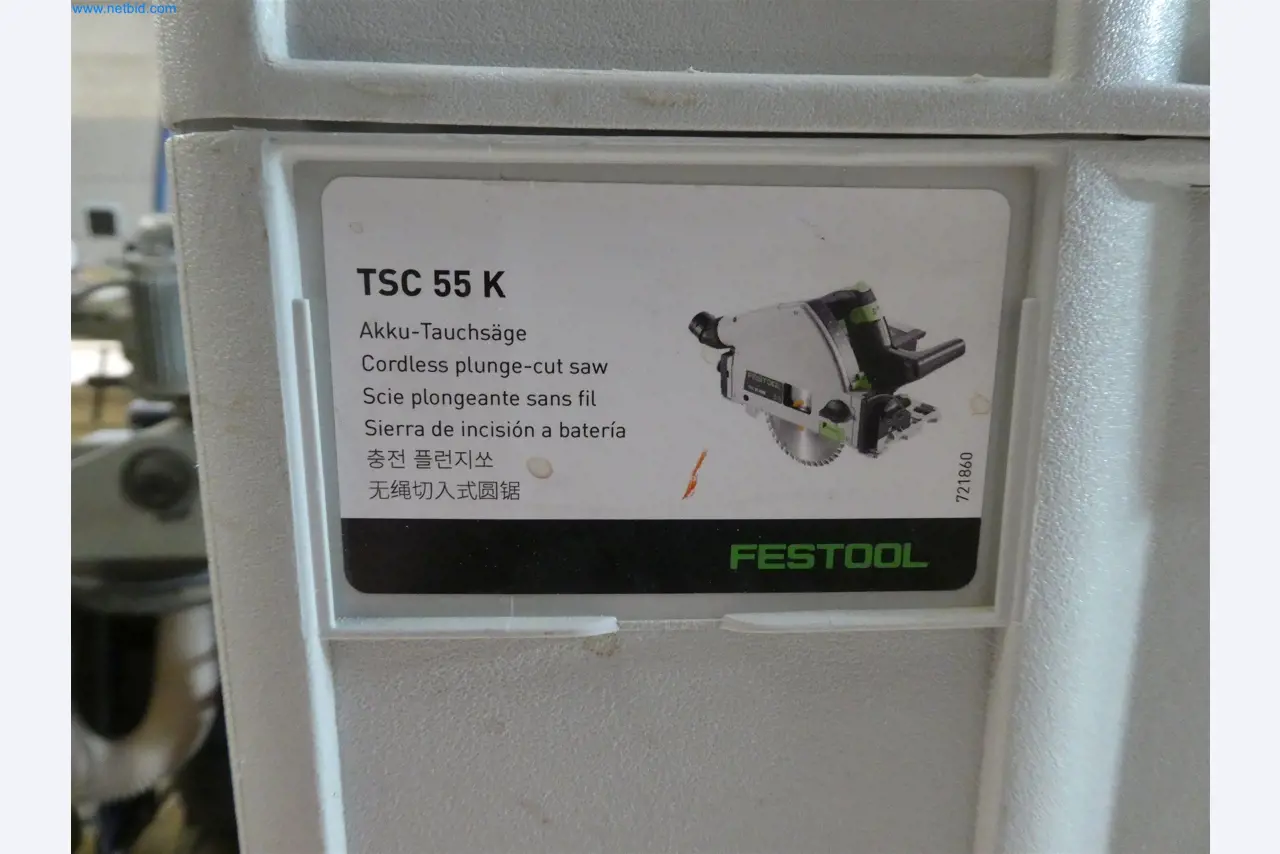 www.netbid.com
TSC 55 K
Akku-Tauchsäge
Cordless plunge-cut saw
Scie plongeante sans fil
Sierra de incisión a batería
충전 플런지쏘
无绳切入式圆锯
721860
FESTOOL
FESTOOL